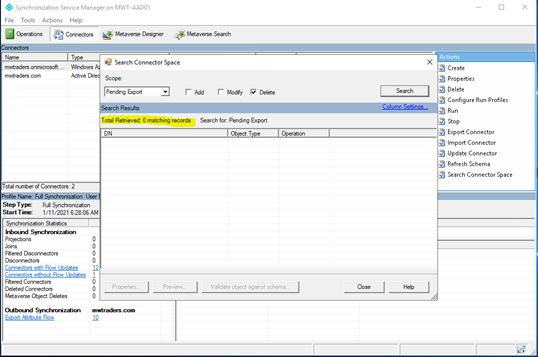 Synchronization Service Manager on MWT-AAD01
File Tools Actions Help
Operations Connectors Metaverse Designer Metaverse Search
Connectors
Name Type
mwtraders.onmicrosoft.... Windows Az
mwtraders.com Active Direc
Total number of Connectors: 2
Profile Name: Full Synchronization User
Step Type: Full Synchronization
Start Time: 1/11/2021 6:28:06 AM
Synchronization Statistics
Inbound Synchronization
Projections 0
Joins 0
Filtered Disconnectors 0
Disconnectors 0
Connectors with Flow Updates 12
Connectors without Flow Updates 1
Filtered Connectors 0
Deleted Connectors 0
Metaverse Object Deletes 0
Outbound Synchronization mwtraders.com
Export Attribute Flow 10
Search Connector Space
Scope:
Pending Export Add Modify Delete Search
Column Settings...
Search Results
Total Retrieved: 0 matching records Search for: Pending Export
DN Object Type Operation
Properties... Preview... Validate object against schema... Close Help
Actions
Create
Properties
Delete
Configure Run Profiles
Run
Stop
Export Connector
Import Connector
Update Connector
Refresh Schema
Search Connector Space